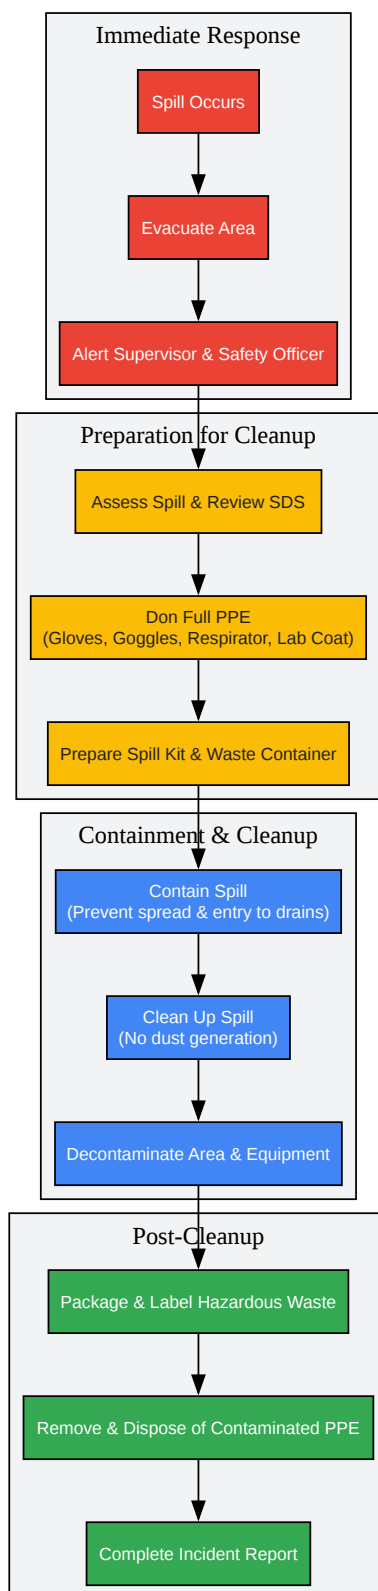 Immediate Response
Spill Occurs
Evacuate Area
Alert Supervisor & Safety Officer
Preparation for Cleanup
Assess Spill & Review SDS
Don Full PPE
(Gloves, Goggles, Respirator, Lab Coat)
Prepare Spill Kit & Waste Container
Containment & Cleanup
Contain Spill
(Prevent spread & entry to drains)
Clean Up Spill
(No dust generation)
Decontaminate Area & Equipment
Post-Cleanup
Package & Label Hazardous Waste
Remove & Dispose of Contaminated PPE
Complete Incident Report